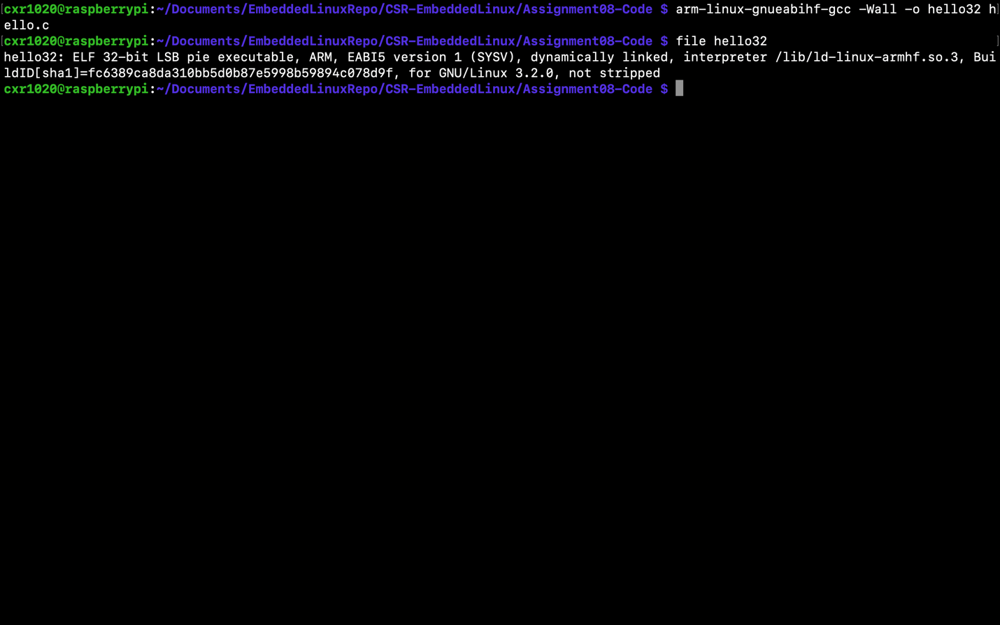 cxr1020@raspberrypi:~/Documents/EmbeddedLinuxRepo/CSR-EmbeddedLinux/Assignment08-Code $ arm-linux-gnueabihf-gcc -Wall -o hello32 h
ello.c
cxr1020@raspberrypi:~/Documents/EmbeddedLinuxRepo/CSR-EmbeddedLinux/Assignment08-Code $ file hello32
hello32: ELF 32-bit LSB pie executable, ARM, EABI5 version 1 (SYSV), dynamically linked, interpreter /lib/ld-linux-armhf.so.3, Bui
ldID[sha1]=fc6389ca8da310bb5d0b87e5998b59894c078d9f, for GNU/Linux 3.2.0, not stripped
cxr1020@raspberrypi:~/Documents/EmbeddedLinuxRepo/CSR-EmbeddedLinux/Assignment08-Code $